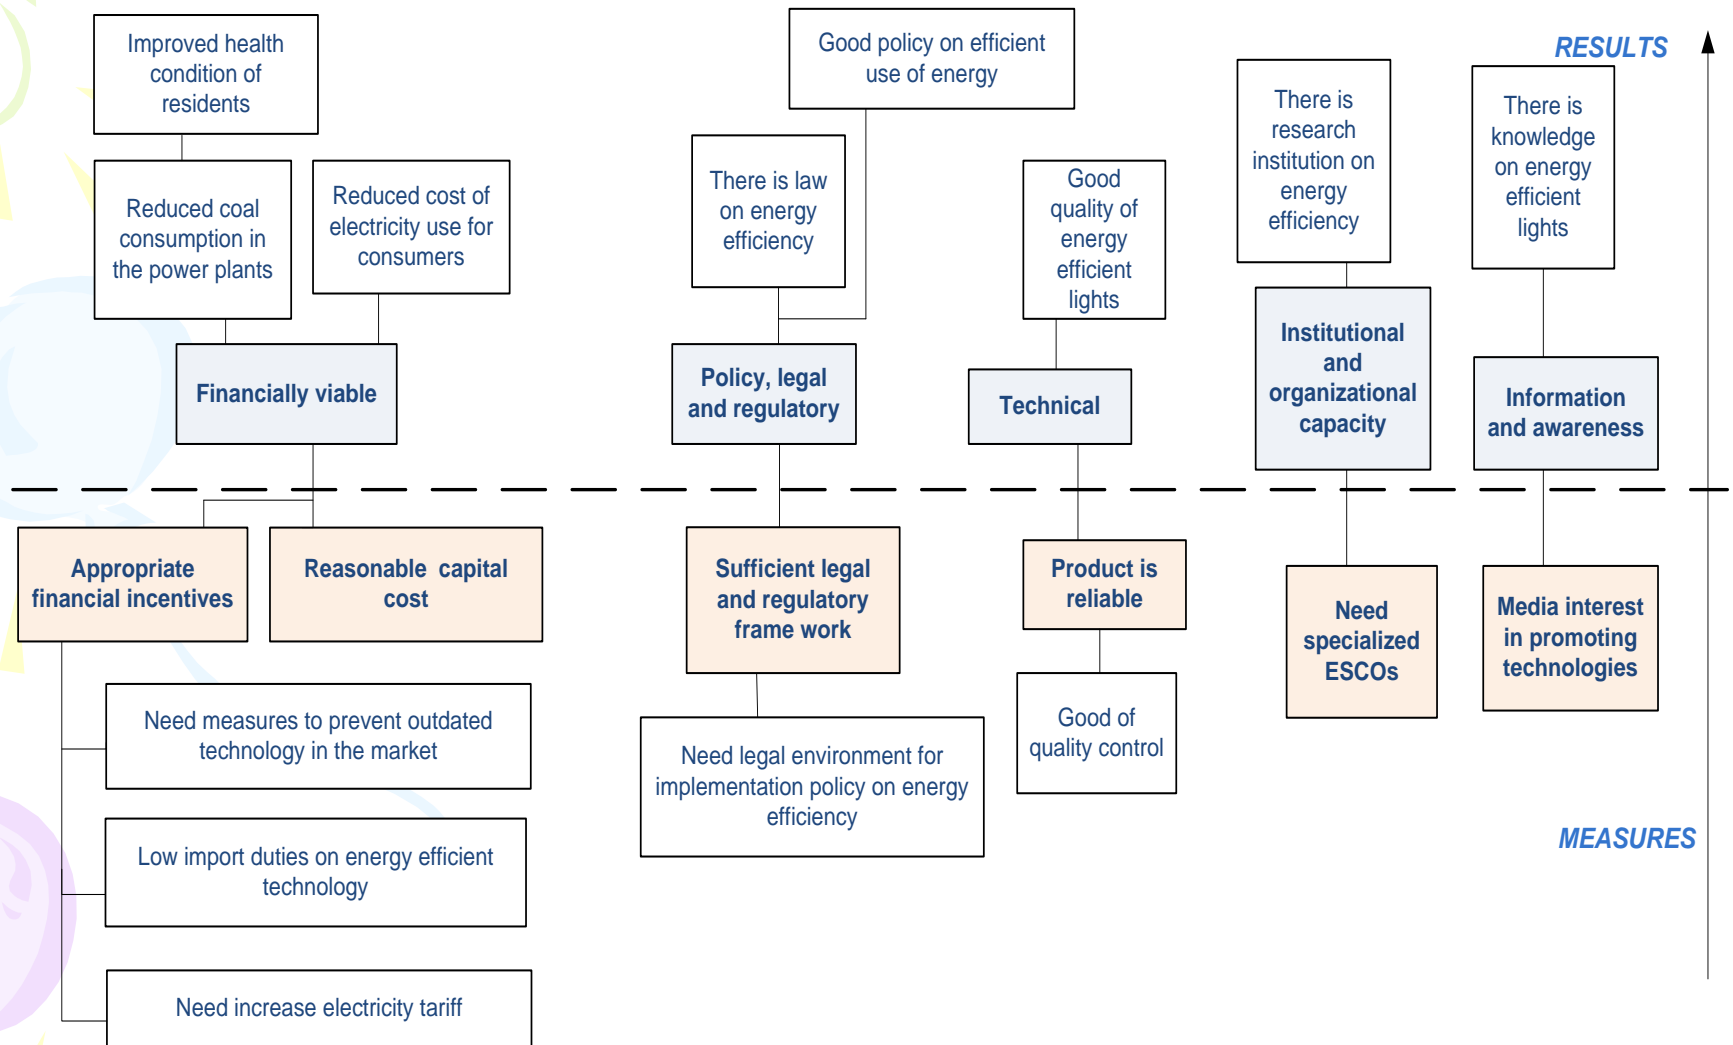 Improved health
condition of
residents
Good policy on efficient
use of energy
RESULTS
Reduced coal
consumption in
the power plants
Reduced cost of
electricity use for
consumers
There is law
on energy
efficiency
Good
quality of
energy
efficient
lights
There is
research
institution on
energy
efficiency
There is
knowledge
on energy
efficient
lights
Financially viable
Policy, legal
and regulatory
Technical
Institutional
and
organizational
capacity
Information
and awareness
Appropriate
financial incentives
Reasonable capital
cost
Sufficient legal
and regulatory
frame work
Product is
reliable
Need
specialized
ESCOs
Media interest
in promoting
technologies
Need measures to prevent outdated
technology in the market
Need legal environment for
implementation policy on energy
efficiency
Good of
quality control
Low import duties on energy efficient
technology
MEASURES
Need increase electricity tariff